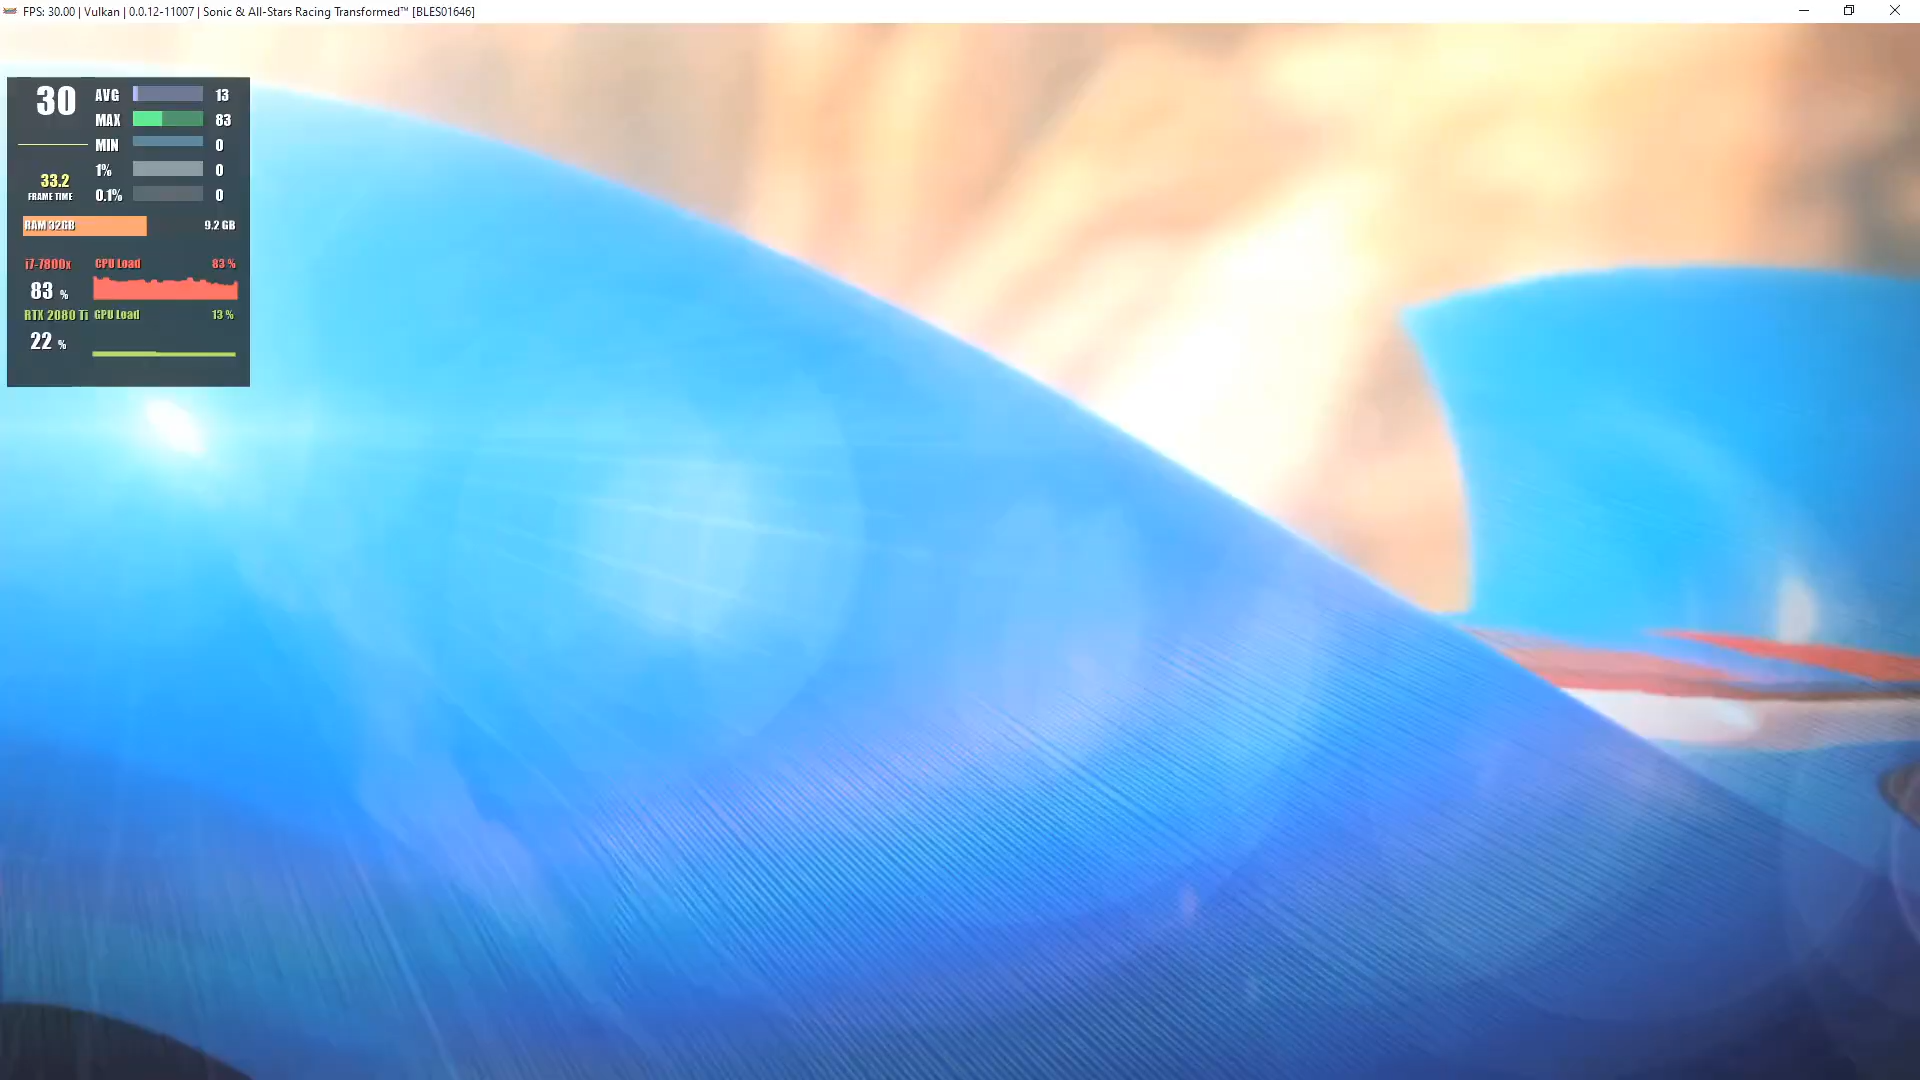 FPS: 30.00 | Vulkan | 0.0.12-11007 | Sonic & All-Stars Racing Transformed™ [BLES01646]
30
AVG 13
MAX 83
MIN 0
1% 0
0.1% 0
33.2
FRAME TIME
RAM 32GB 9.2 GB
i7-7800x CPU Load 83 %
83 %
RTX 2080 Ti GPU Load 13 %
22 %